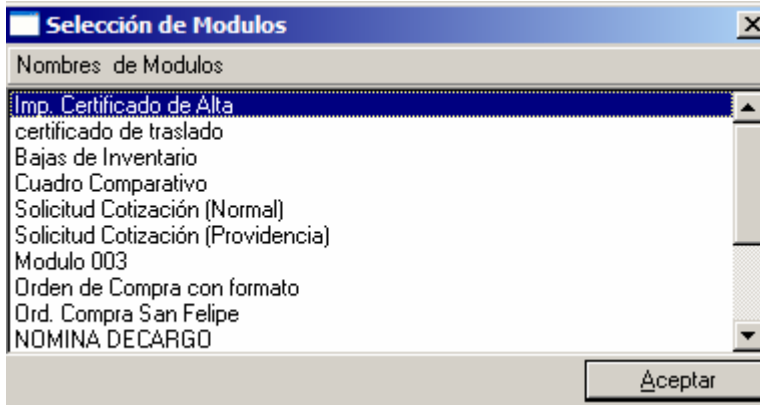 Selección de Modulos
Nombres de Modulos
Imp. Certificado de Alta
certificado de traslado
Bajas de Inventario
Cuadro Comparativo
Solicitud Cotización (Normal)
Solicitud Cotización (Providencia)
Modulo 003
Orden de Compra con formato
Ord. Compra San Felipe
NOMINA DECARGO
Aceptar